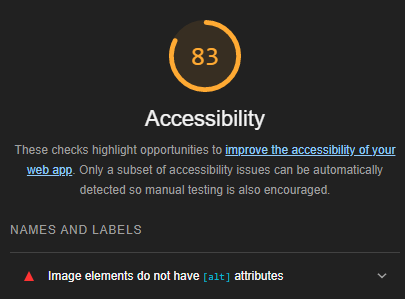 83
Accessibility
These checks highlight opportunities to improve the accessibility of your
web app. Only a subset of accessibility issues can be automatically
detected so manual testing is also encouraged.
NAMES AND LABELS
Image elements do not have [alt] attributes